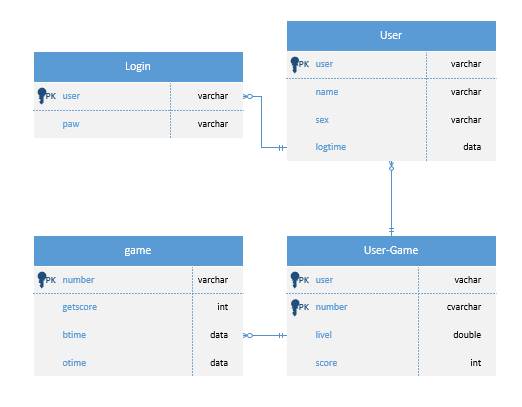 User
PK user varchar
name varchar
sex varchar
logtime data
Login
PK user varchar
paw varchar
game
PK number varchar
getscore int
btime data
otime data
User-Game
PK user vachar
PK number cvarchar
livel double
score int